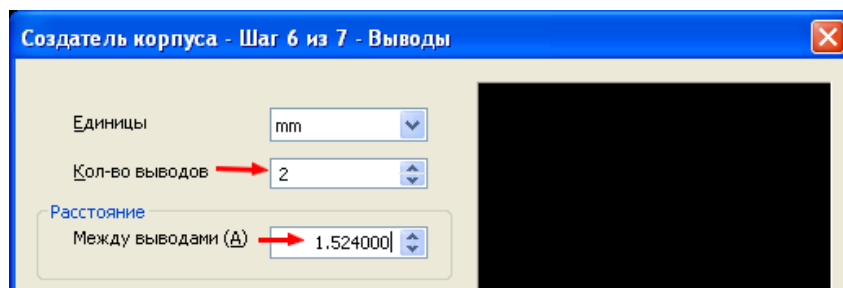 Создатель корпуса - Шаг 6 из 7 - Выводы
Единицы mm
Кол-во выводов 2
Расстояние
Между выводами (A) 1.524000